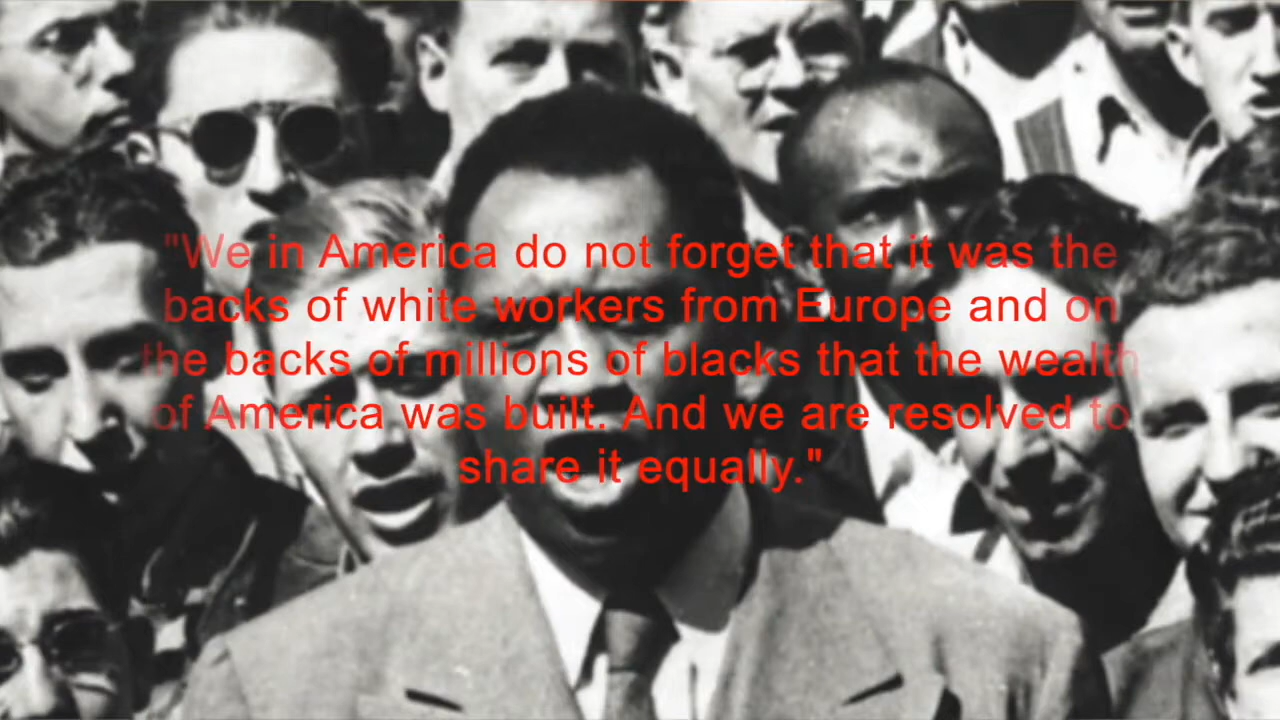 "We in America do not forget that it was the
backs of white workers from Europe and on
the backs of millions of blacks that the wealth
of America was built. And we are resolved to
share it equally."